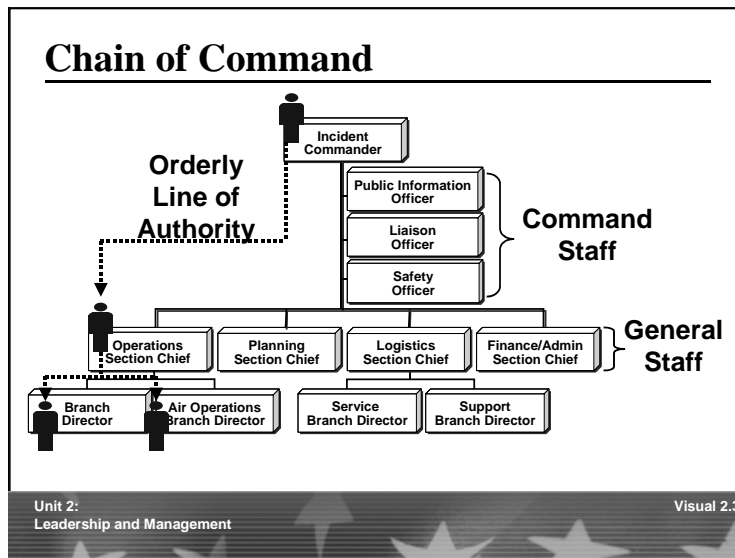 Chain of Command
Incident
Commander
Orderly
Line of
Authority
Public Information
Officer
Liaison
Officer
Safety
Officer
Command
Staff
Operations
Section Chief
Planning
Section Chief
Logistics
Section Chief
Finance/Admin
Section Chief
General
Staff
Branch
Director
Air Operations
Branch Director
Service
Branch Director
Support
Branch Director
Unit 2:
Leadership and Management
Visual 2.3